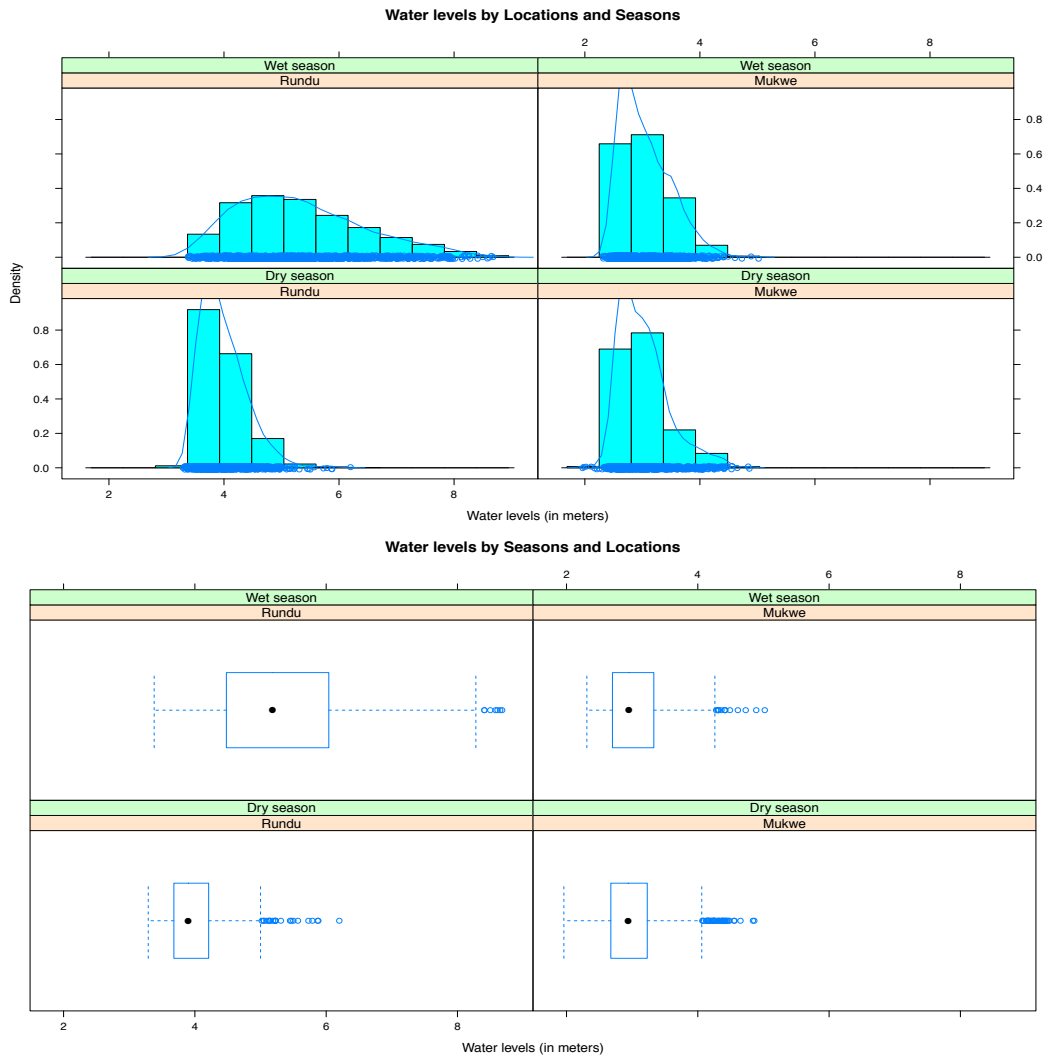 Water levels by Locations and Seasons
2 4 6 8
Wet season Wet season
Rundu Mukwe
0.8
0.6
0.4
0.2
0.0
Density
Dry season Dry season
Rundu Mukwe
0.8
0.6
0.4
0.2
0.0
2 4 6 8
Water levels (in meters)
Water levels by Seasons and Locations
2 4 6 8
Wet season Wet season
Rundu Mukwe
Dry season Dry season
Rundu Mukwe
2 4 6 8
Water levels (in meters)